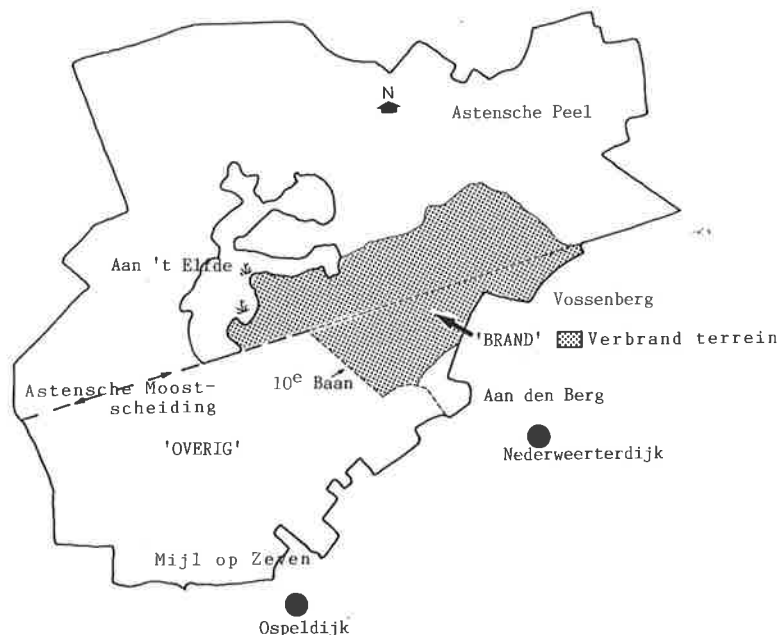 N
Astensche Peel
Aan 't Elfde
Vossenberg
'BRAND'
Verbrand terrein
Astensche Moost-
scheiding
10e Baan
Aan den Berg
'OVERIG'
Nederweerterdijk
Mijl op Zeven
Ospeldijk